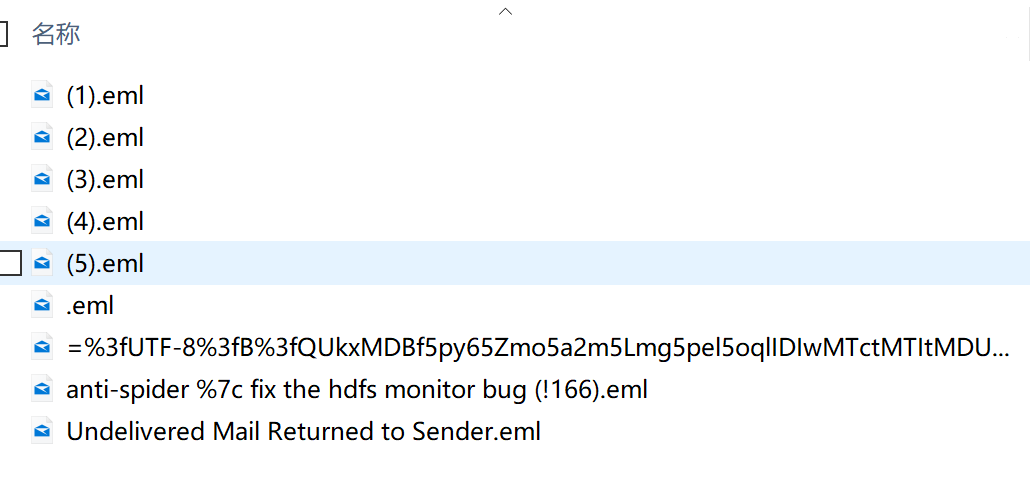 名称
(1).eml
(2).eml
(3).eml
(4).eml
(5).eml
.eml
=%3fUTF-8%3fB%3fQUkxMDBf5py65Zmo5a2m5Lmg5pel5oqlIDIwMTctMTItMDU...
anti-spider %7c fix the hdfs monitor bug (!166).eml
Undelivered Mail Returned to Sender.eml